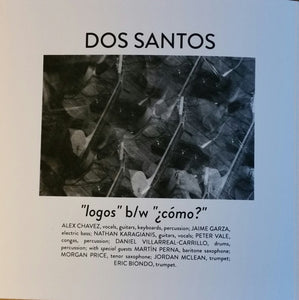 DOS SANTOS
"logos" b/w "¿cómo?"
ALEX CHAVEZ, vocals, guitars, keyboards, percussion; JAIME GARZA,
electric bass; NATHAN KARAGIANIS, guitars, vocals; PETER VALE,
congas, percussion; DANIEL VILLARREAL-CARRILLO, drums,
percussion; with special guests MARTÍN PERNA, baritone saxophone;
MORGAN PRICE, tenor saxophone; JORDAN MCLEAN, trumpet;
ERIC BIONDO, trumpet.